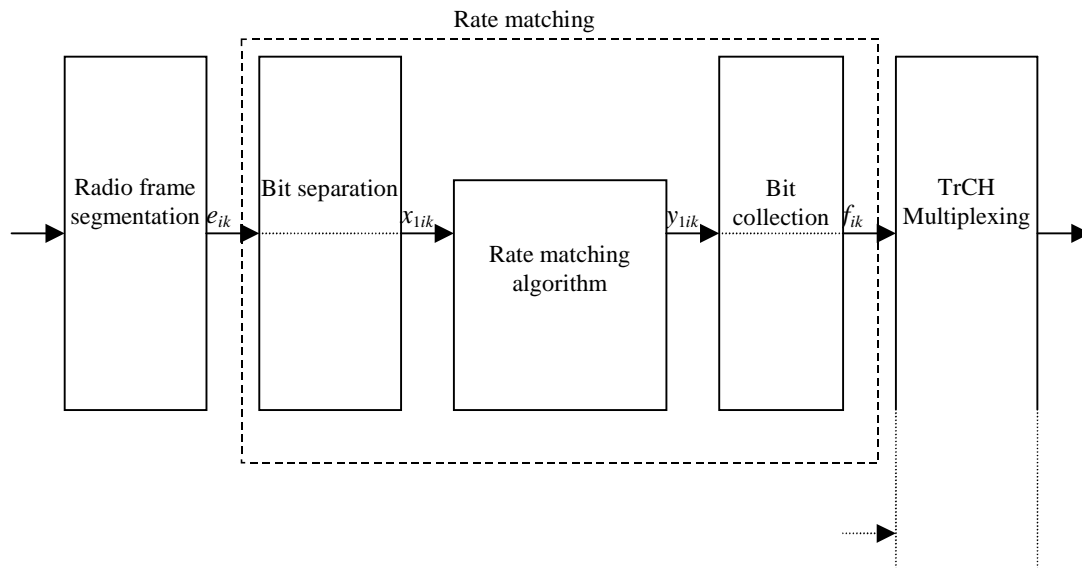 Rate matching
Radio frame
segmentation
e_ik
Bit separation
x_1ik
Rate matching
algorithm
y_1ik
Bit
collection
f_ik
TrCH
Multiplexing